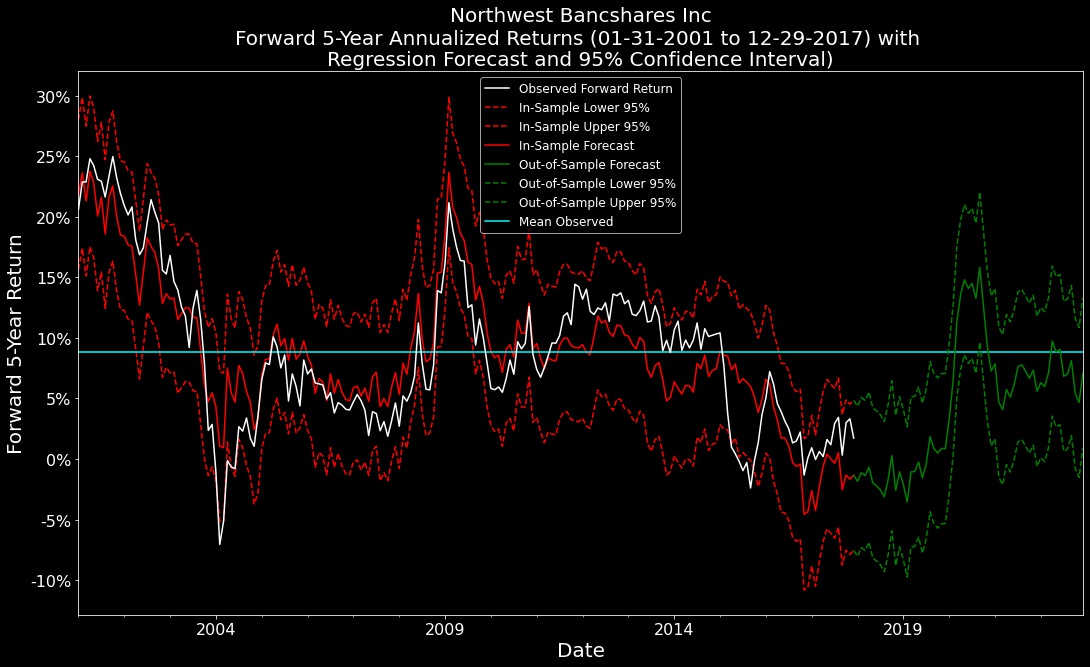 Northwest Bancshares Inc
Forward 5-Year Annualized Returns (01-31-2001 to 12-29-2017) with
Regression Forecast and 95% Confidence Interval)
Observed Forward Return
In-Sample Lower 95%
In-Sample Upper 95%
In-Sample Forecast
Out-of-Sample Forecast
Out-of-Sample Lower 95%
Out-of-Sample Upper 95%
Mean Observed
Forward 5-Year Return
30%
25%
20%
15%
10%
5%
0%
-5%
-10%
2004
2009
2014
2019
Date